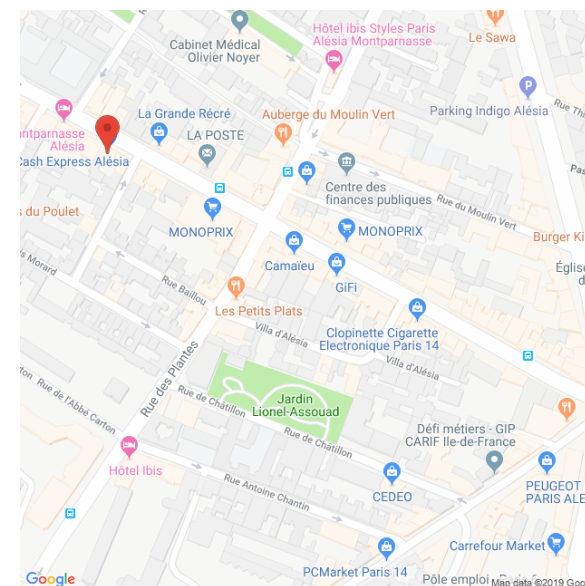 Hôtel ibis Styles Paris
Alésia Montparnasse
Le Sawa
Cabinet Médical
Olivier Noyer
Parking Indigo Alésia
Rue
La Grande Récré
Auberge du Moulin Vert
LA POSTE
ontparnasse
Alésia
Cash Express Alésia
Centre des
finances publiques
Rue du Moulin Vert
s du Poulet
MONOPRIX
MONOPRIX
Burger Ki
Camaïeu
GiFi
Église
d
is Morard
Rue Baillou
Les Petits Plats
Villa d'Alésia
Clopinette Cigarette
Electronique Paris 14
Villa d'Alésia
Rue des Plantes
Jardin
Lionel-Assouad
Carton
Rue de l'Abbé Carton
Rue de Châtillon
Rue de Châtillon
Défi métiers - GIP
CARIF Ile-de-France
Hôtel Ibis
Rue Antoine Chantin
CEDEO
PEUGEOT
PARIS ALE
Carrefour Market
PCMarket Paris 14
Pôle emploi
Google
Map data ©2019 Goo